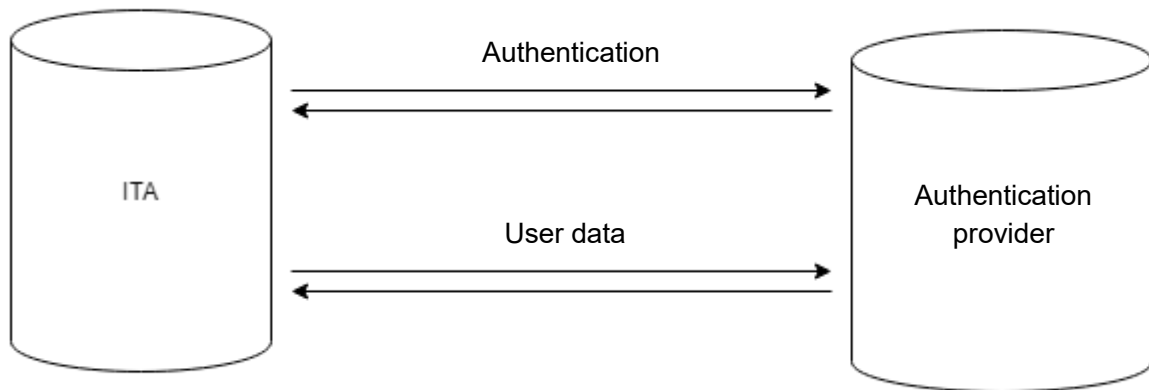 Authentication
ITA
Authentication
provider
User data